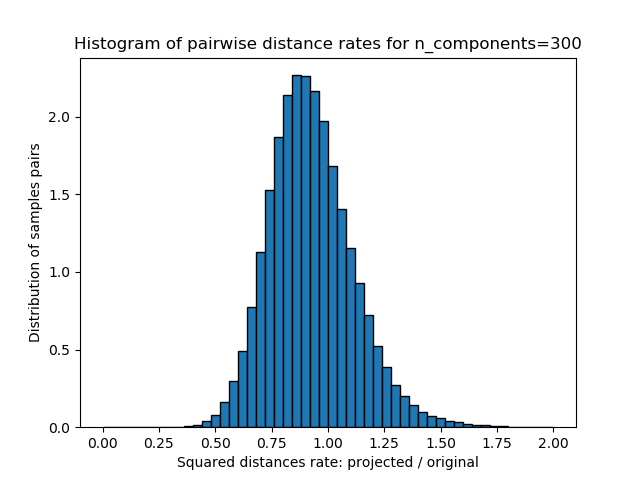 Histogram of pairwise distance rates for n_components=300
Distribution of samples pairs
2.0
1.5
1.0
0.5
0.0
0.00 0.25 0.50 0.75 1.00 1.25 1.50 1.75 2.00
Squared distances rate: projected / original